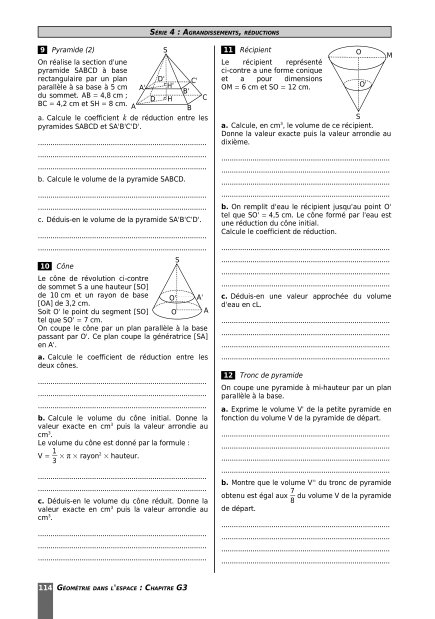 Série 4 : Agrandissements, réductions
9 Pyramide (2)
On réalise la section d'une
pyramide SABCD à base
rectangulaire par un plan
parallèle à sa base à 5 cm
du sommet. AB = 4,8 cm ;
BC = 4,2 cm et SH = 8 cm.
S
D'
H'
C'
A'
B'
D
H
C
A
B
a. Calcule le coefficient k de réduction entre les
pyramides SABCD et SA'B'C'D'.
b. Calcule le volume de la pyramide SABCD.
c. Déduis-en le volume de la pyramide SA'B'C'D'.
10 Cône
Le cône de révolution ci-contre
de sommet S a une hauteur [SO]
de 10 cm et un rayon de base
[OA] de 3,2 cm.
Soit O' le point du segment [SO]
tel que SO' = 7 cm.
S
O'
A'
O
A
On coupe le cône par un plan parallèle à la base
passant par O'. Ce plan coupe la génératrice [SA]
en A'.
a. Calcule le coefficient de réduction entre les
deux cônes.
b. Calcule le volume du cône initial. Donne la
valeur exacte en cm³ puis la valeur arrondie au
cm³.
Le volume du cône est donné par la formule :
V = 1/3 × π × rayon² × hauteur.
c. Déduis-en le volume du cône réduit. Donne la
valeur exacte en cm³ puis la valeur arrondie au
cm³.
11 Récipient
Le récipient représenté
ci-contre a une forme conique
et a pour dimensions
OM = 6 cm et SO = 12 cm.
O
M
O'
S
a. Calcule, en cm³, le volume de ce récipient.
Donne la valeur exacte puis la valeur arrondie au
dixième.
b. On remplit d'eau le récipient jusqu'au point O'
tel que SO' = 4,5 cm. Le cône formé par l'eau est
une réduction du cône initial.
Calcule le coefficient de réduction.
c. Déduis-en une valeur approchée du volume
d'eau en cL.
12 Tronc de pyramide
On coupe une pyramide à mi-hauteur par un plan
parallèle à la base.
a. Exprime le volume V' de la petite pyramide en
fonction du volume V de la pyramide de départ.
b. Montre que le volume V'' du tronc de pyramide
obtenu est égal aux 7/8 du volume V de la pyramide
de départ.
114 Géométrie dans l'espace : Chapitre G3